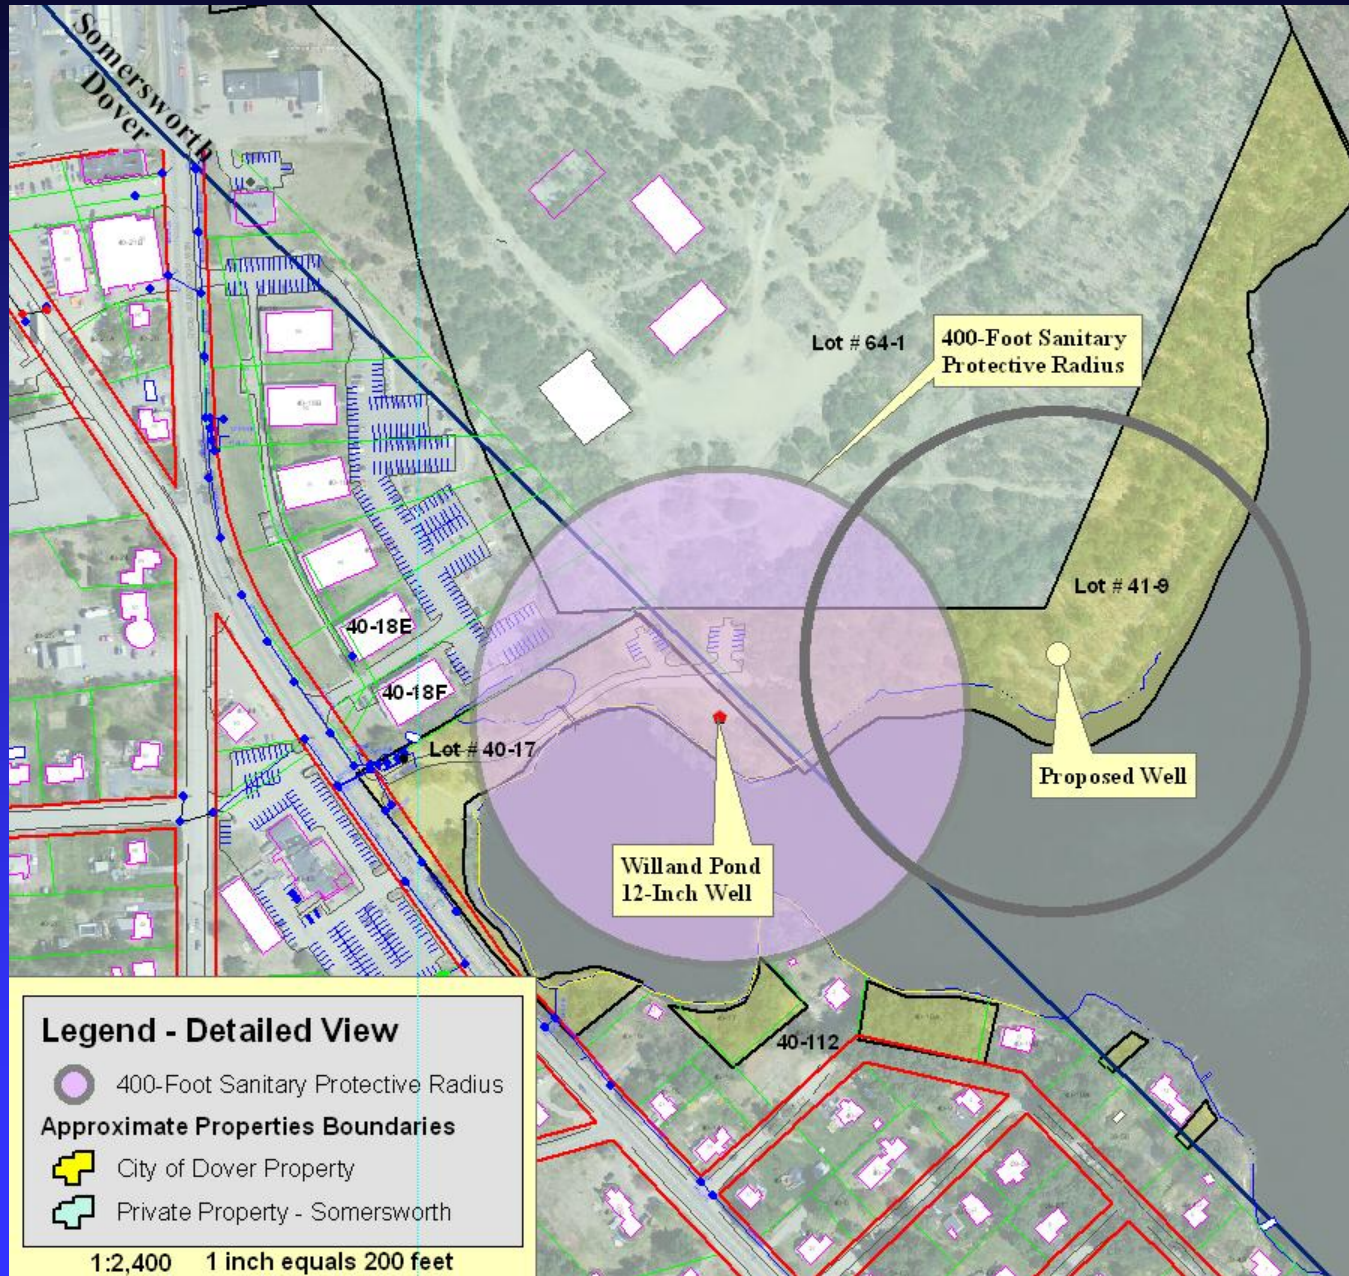 Somersworth
Dover
Lot # 64-1
400-Foot Sanitary
Protective Radius
Lot # 41-9
40-18E
40-18F
Lot # 40-17
Proposed Well
Willand Pond
12-Inch Well
40-112
Legend - Detailed View
400-Foot Sanitary Protective Radius
Approximate Properties Boundaries
City of Dover Property
Private Property - Somersworth
1:2,400 1 inch equals 200 feet